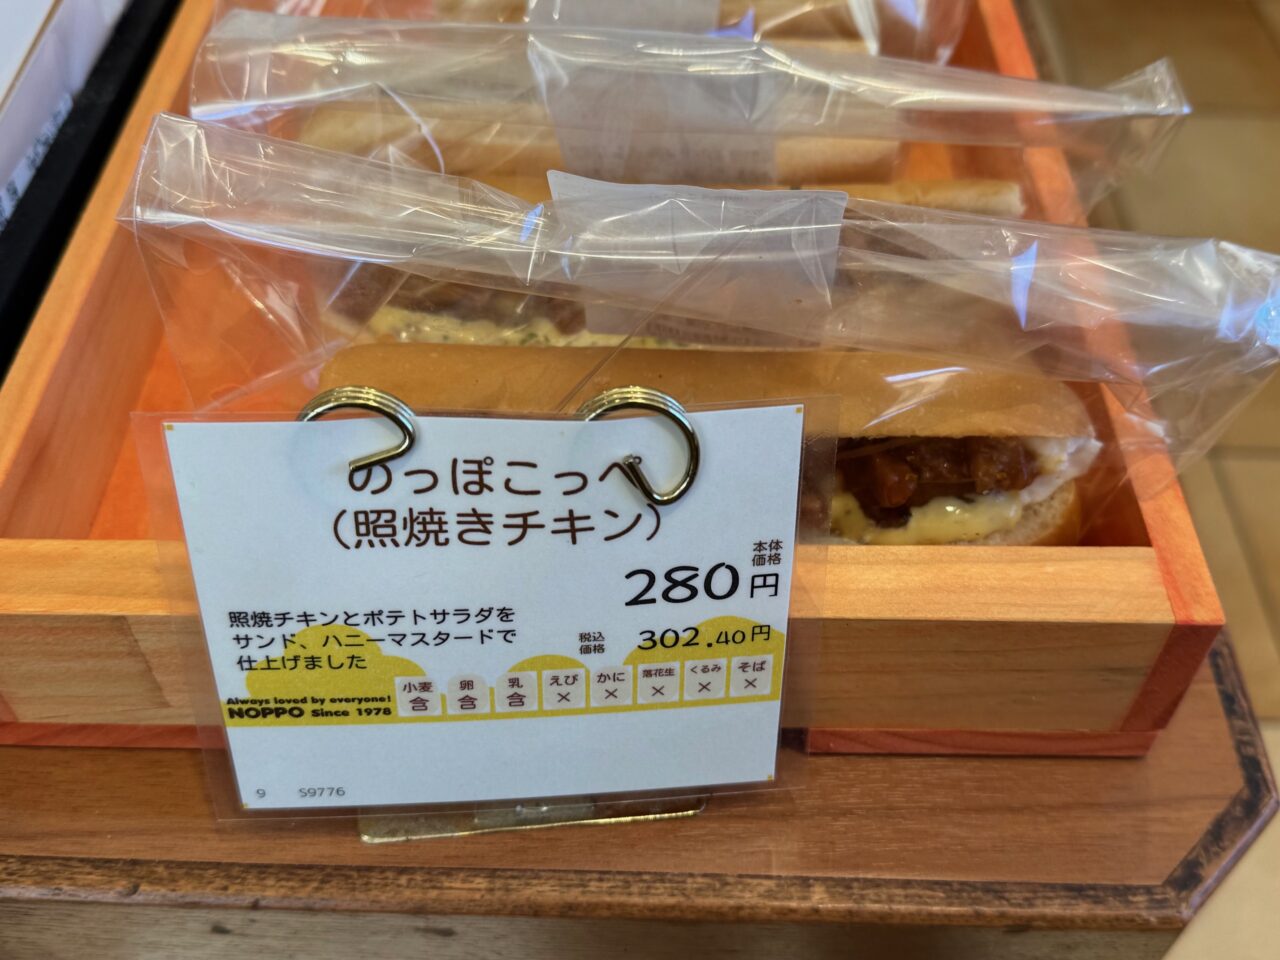 のっぽこっぺ
（照焼きチキン）
本体
価格
280円
照焼チキンとポテトサラダを
サンド、ハニーマスタードで
仕上げました
税込
価格
302.40円
小麦 卵 乳 えび かに 落花生 くるみ そば
含 含 含 × × × × ×
Always loved by everyone!
NOPPO Since 1978
9 S9776